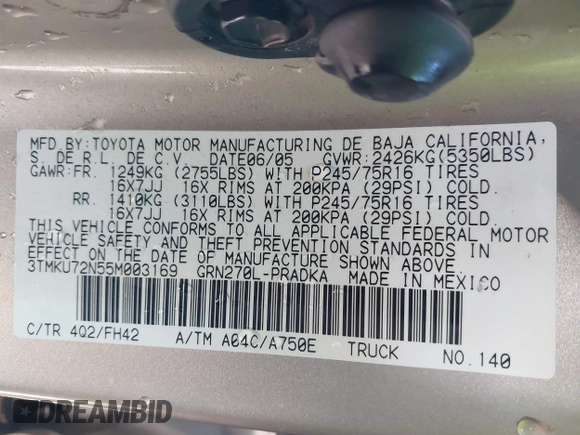 MFD.BY:TOYOTA MOTOR MANUFACTURING DE BAJA CALIFORNIA,
S. DE R.L. DE C.V. DATE06/05 GVWR:2426KG(5350LBS)
GAWR:FR. 1249KG (2755LBS) WITH P245/75R16 TIRES
16X7JJ 16X RIMS AT 200KPA (29PSI) COLD.
RR. 1410KG (3110LBS) WITH P245/75R16 TIRES
16X7JJ 16X RIMS AT 200KPA (29PSI) COLD.
THIS VEHICLE CONFORMS TO ALL APPLICABLE FEDERAL MOTOR
VEHICLE SAFETY AND THEFT PREVENTION STANDARDS IN
EFFECT ON THE DATE OF MANUFACTURE SHOWN ABOVE.
3TMKU72N55M003169 GRN270L-PRADKA MADE IN MEXICO
C/TR 4Q2/FH42 A/TM A04C/A750E TRUCK NO.140
DREAMBID